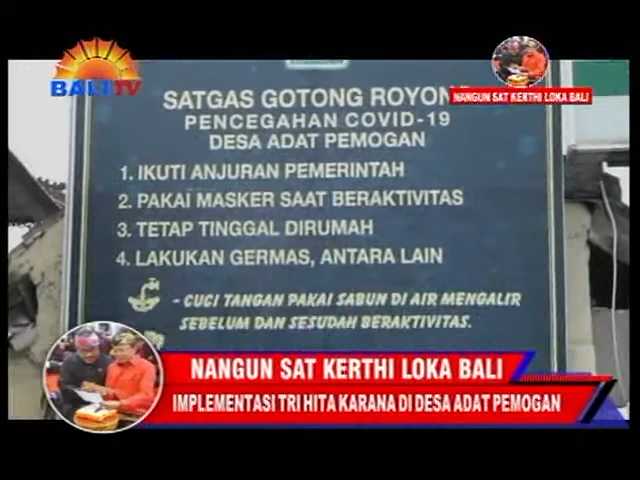 BALI TV
NANGUN SAT KERTHI LOKA BALI
SATGAS GOTONG ROYON
PENCEGAHAN COVID-19
DESA ADAT PEMOGAN
1. IKUTI ANJURAN PEMERINTAH
2. PAKAI MASKER SAAT BERAKTIVITAS
3. TETAP TINGGAL DIRUMAH
4. LAKUKAN GERMAS, ANTARA LAIN
- CUCI TANGAN PAKAI SABUN DI AIR MENGALIR
SEBELUM DAN SESUDAH BERAKTIVITAS.
NANGUN SAT KERTHI LOKA BALI
IMPLEMENTASI TRI HITA KARANA DI DESA ADAT PEMOGAN